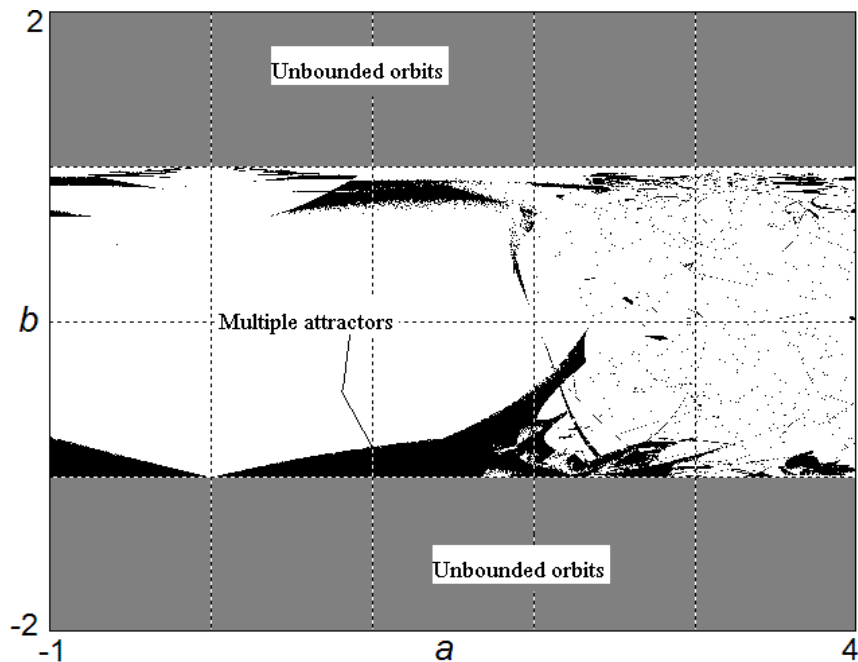 2
Unbounded orbits
b
Multiple attractors
Unbounded orbits
-2
-1
a
4